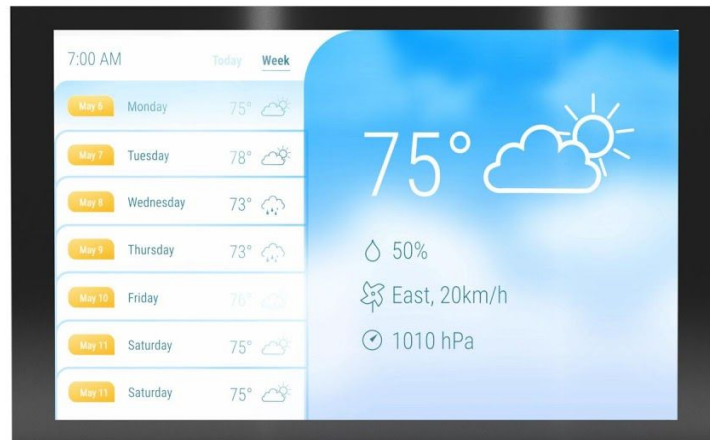 7:00 AM Today Week
May 6 Monday 75°
May 7 Tuesday 78°
May 8 Wednesday 73°
May 9 Thursday 73°
May 10 Friday
May 11 Saturday 75°
May 11 Saturday 75°
75°
50%
East, 20km/h
1010 hPa